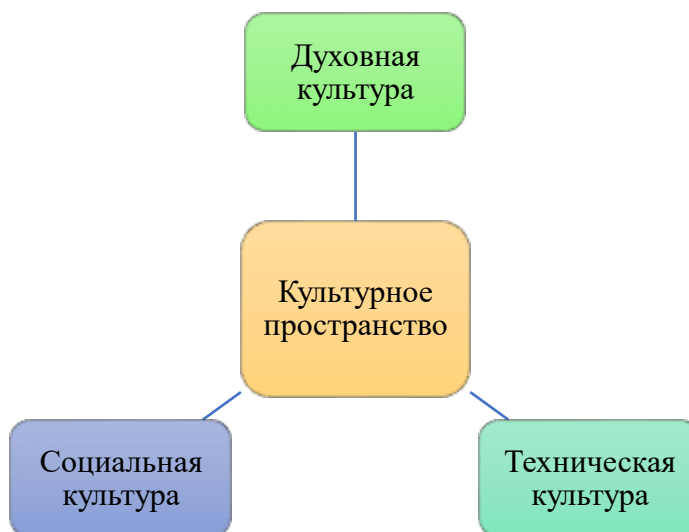 Духовная
культура
Культурное
пространство
Социальная
культура
Техническая
культура